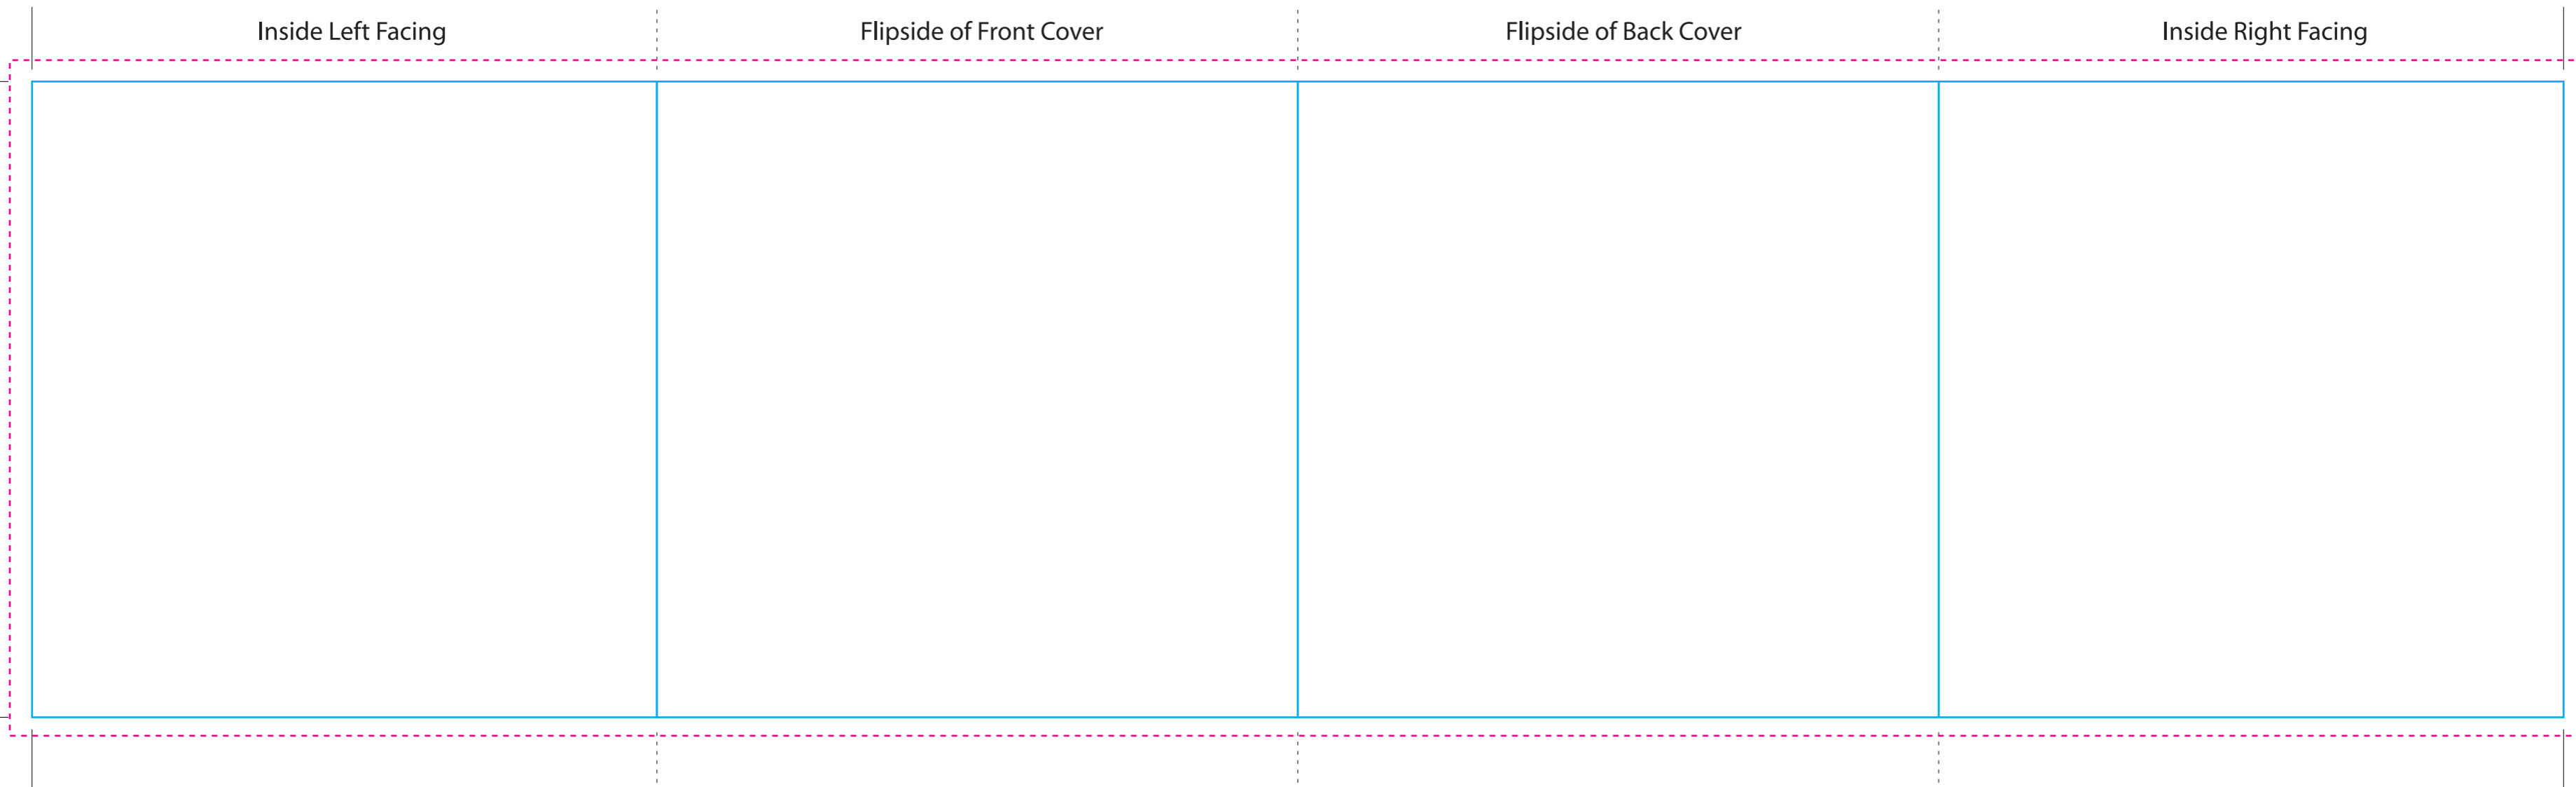 Inside Left Facing
Flipside of Front Cover
Flipside of Back Cover
Inside Right Facing